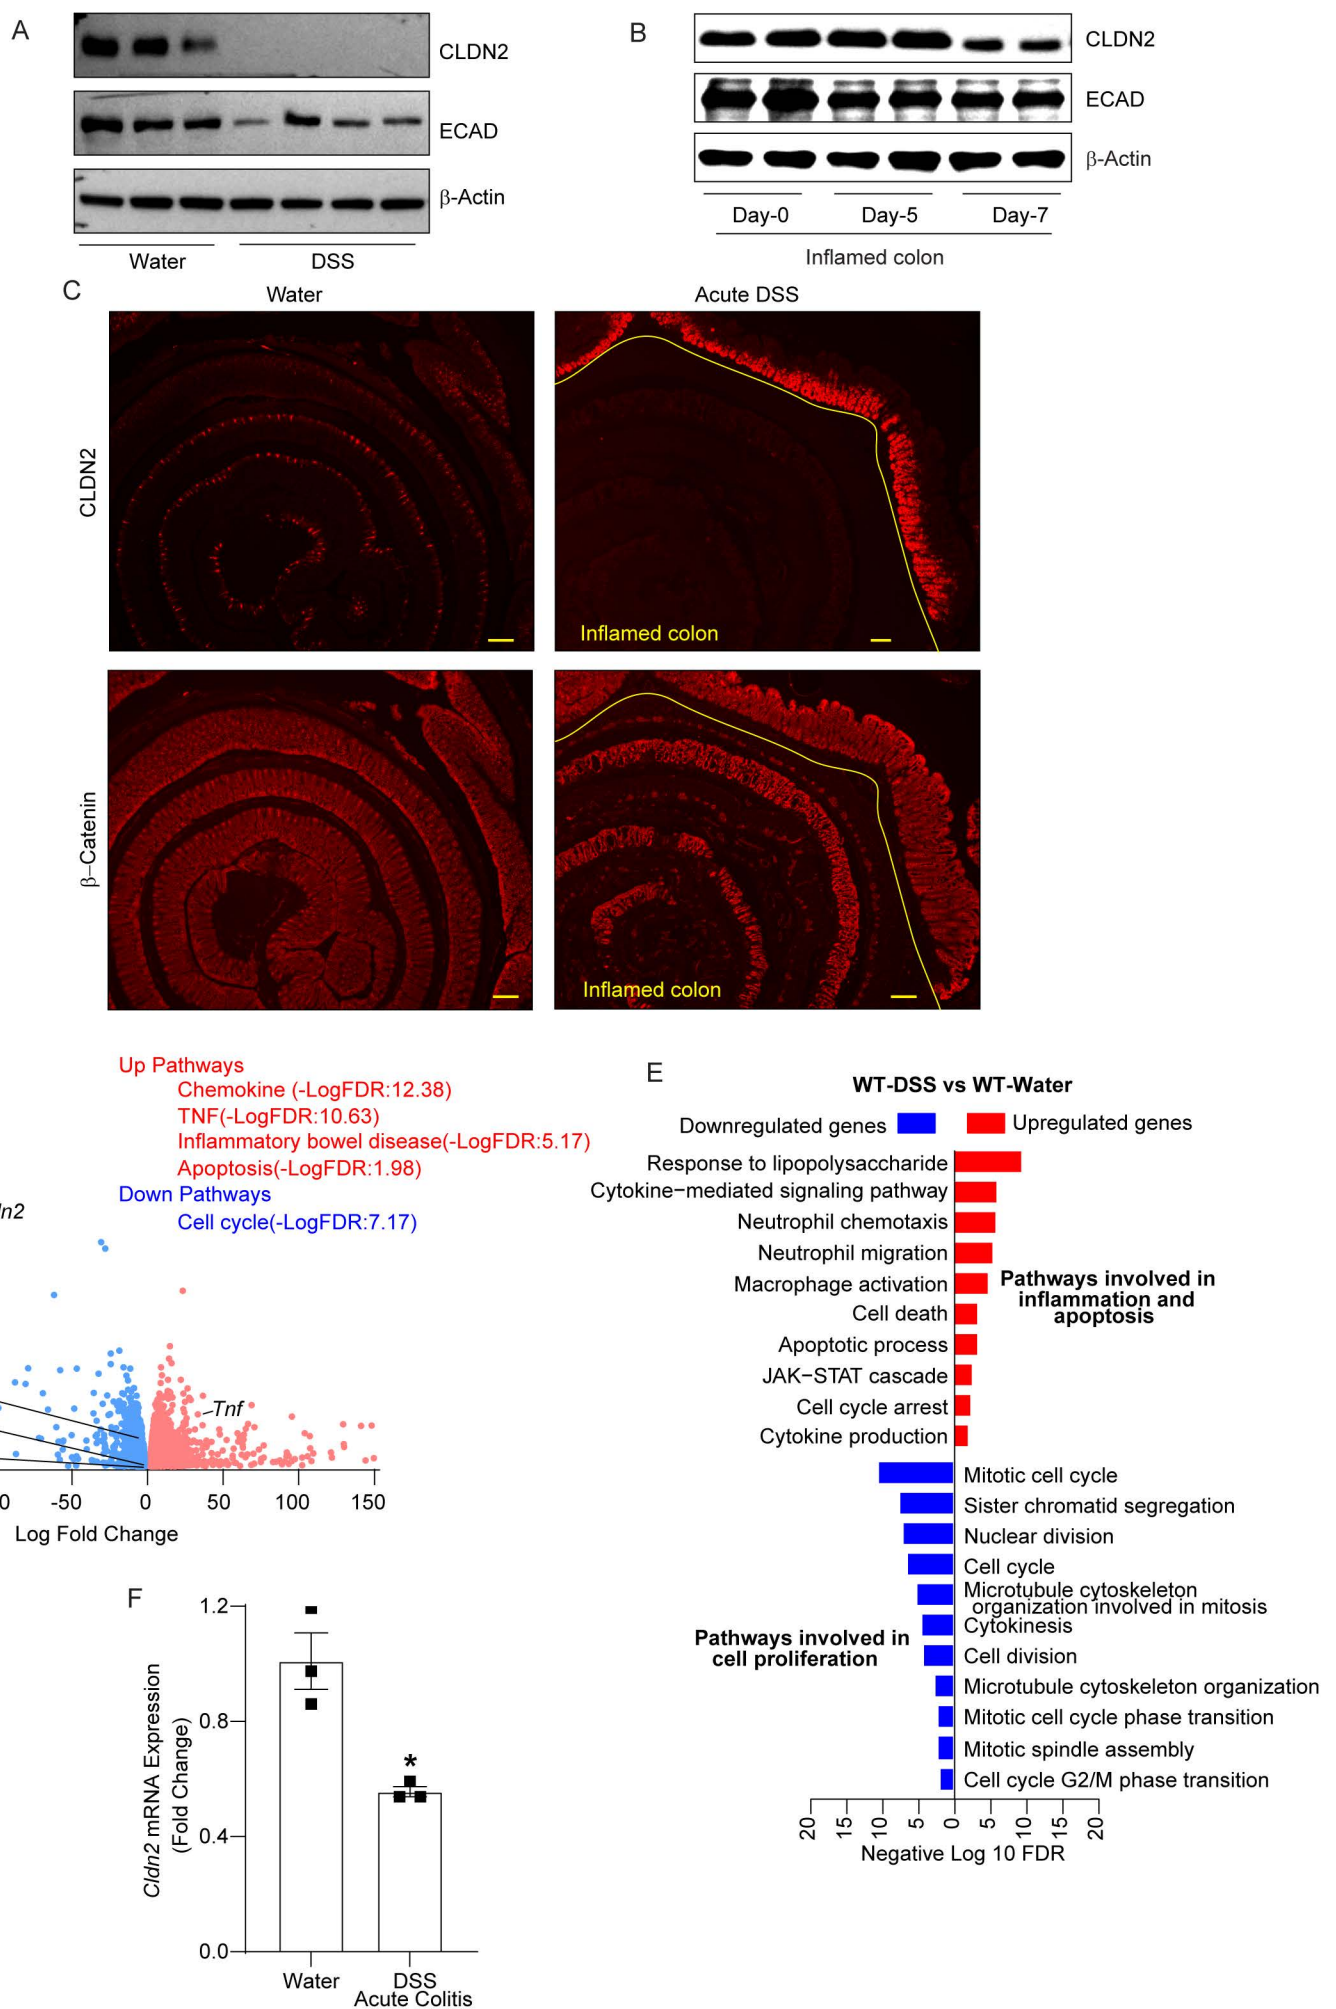 A
CLDN2
ECAD
β-Actin
Water
DSS
B
CLDN2
ECAD
β-Actin
Day-0
Day-5
Day-7
Inflamed colon
C
Water
Acute DSS
CLDN2
Inflamed colon
β-Catenin
Inflamed colon
Up Pathways
Chemokine (-LogFDR:12.38)
TNF(-LogFDR:10.63)
Inflammatory bowel disease(-LogFDR:5.17)
Apoptosis(-LogFDR:1.98)
Down Pathways
Cell cycle(-LogFDR:7.17)
ln2
Tnf
0 -50 0 50 100 150
Log Fold Change
E
WT-DSS vs WT-Water
Downregulated genes
Upregulated genes
Response to lipopolysaccharide
Cytokine−mediated signaling pathway
Neutrophil chemotaxis
Neutrophil migration
Macrophage activation
Cell death
Apoptotic process
JAK−STAT cascade
Cell cycle arrest
Cytokine production
Pathways involved in
inflammation and
apoptosis
Mitotic cell cycle
Sister chromatid segregation
Nuclear division
Cell cycle
Microtubule cytoskeleton
organization involved in mitosis
Cytokinesis
Cell division
Microtubule cytoskeleton organization
Mitotic cell cycle phase transition
Mitotic spindle assembly
Cell cycle G2/M phase transition
Pathways involved in
cell proliferation
20 15 10 5 0 5 10 15 20
Negative Log 10 FDR
F
Cldn2 mRNA Expression
(Fold Change)
1.2
0.8
0.4
0.0
*
Water
DSS
Acute Colitis